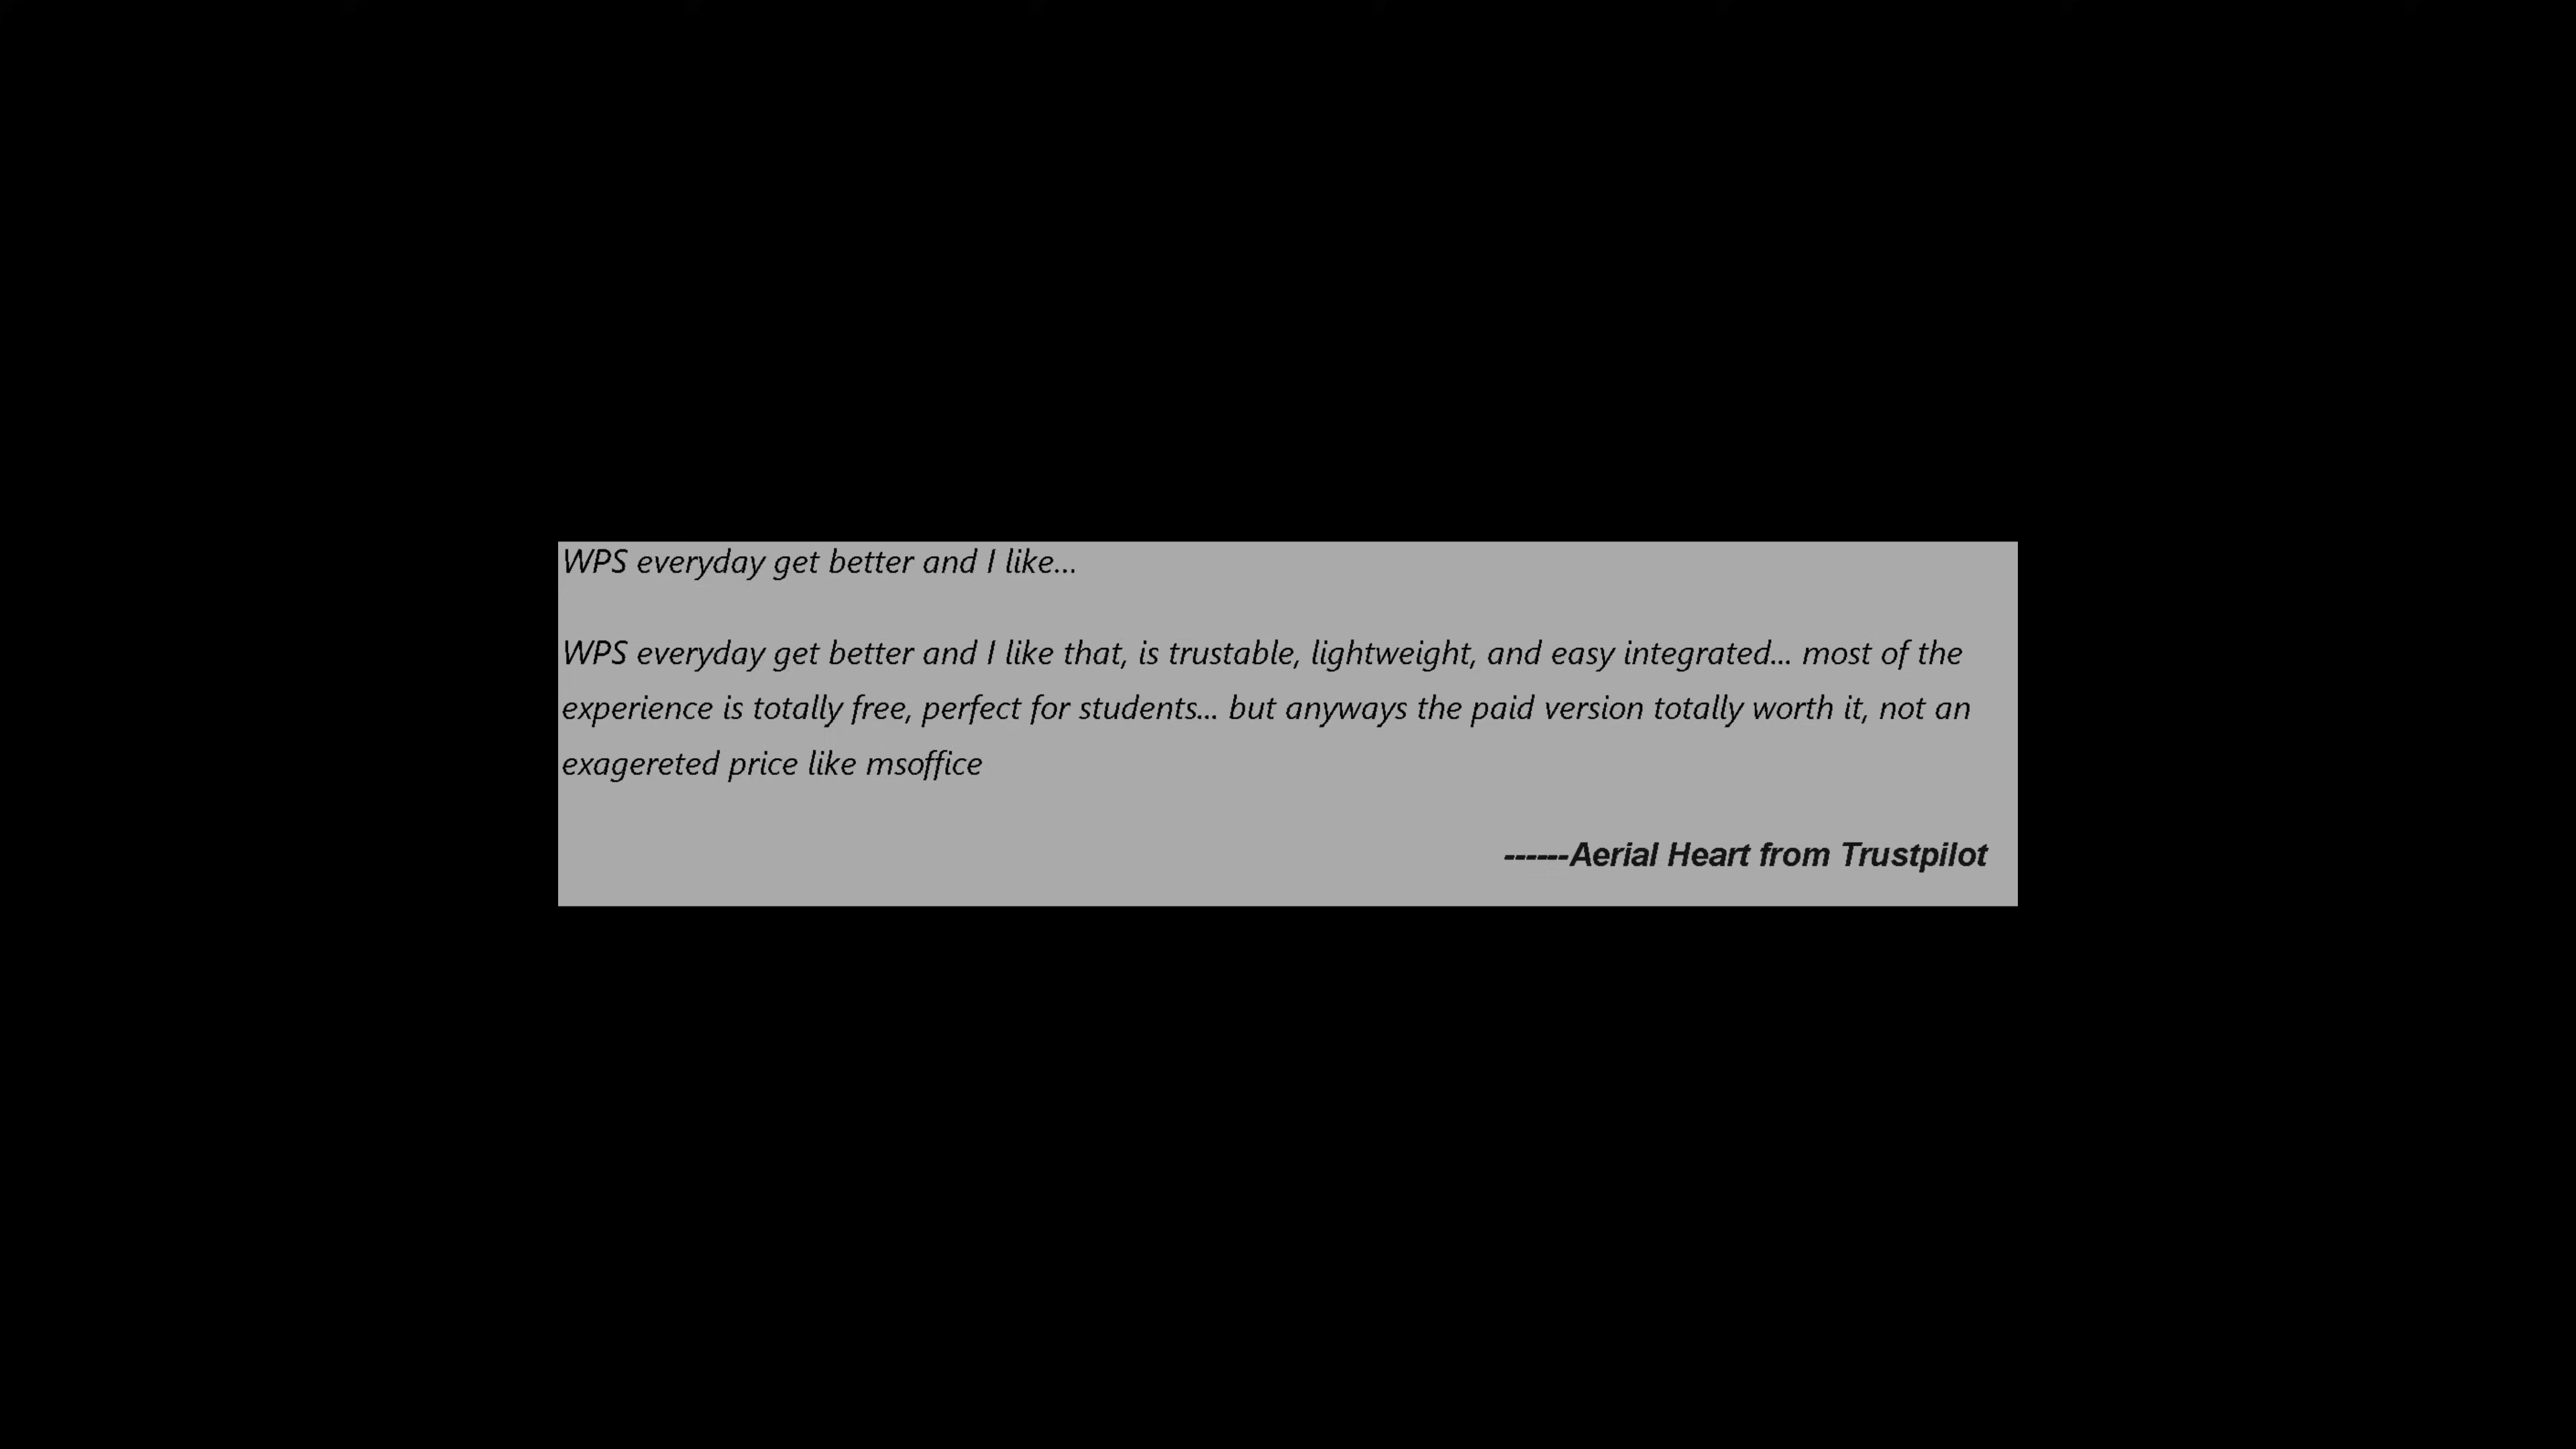 WPS everyday get better and I like...
WPS everyday get better and I like that, is trustable, lightweight, and easy integrated... most of the
experience is totally free, perfect for students... but anyways the paid version totally worth it, not an
exagereted price like msoffice
------Aerial Heart from Trustpilot